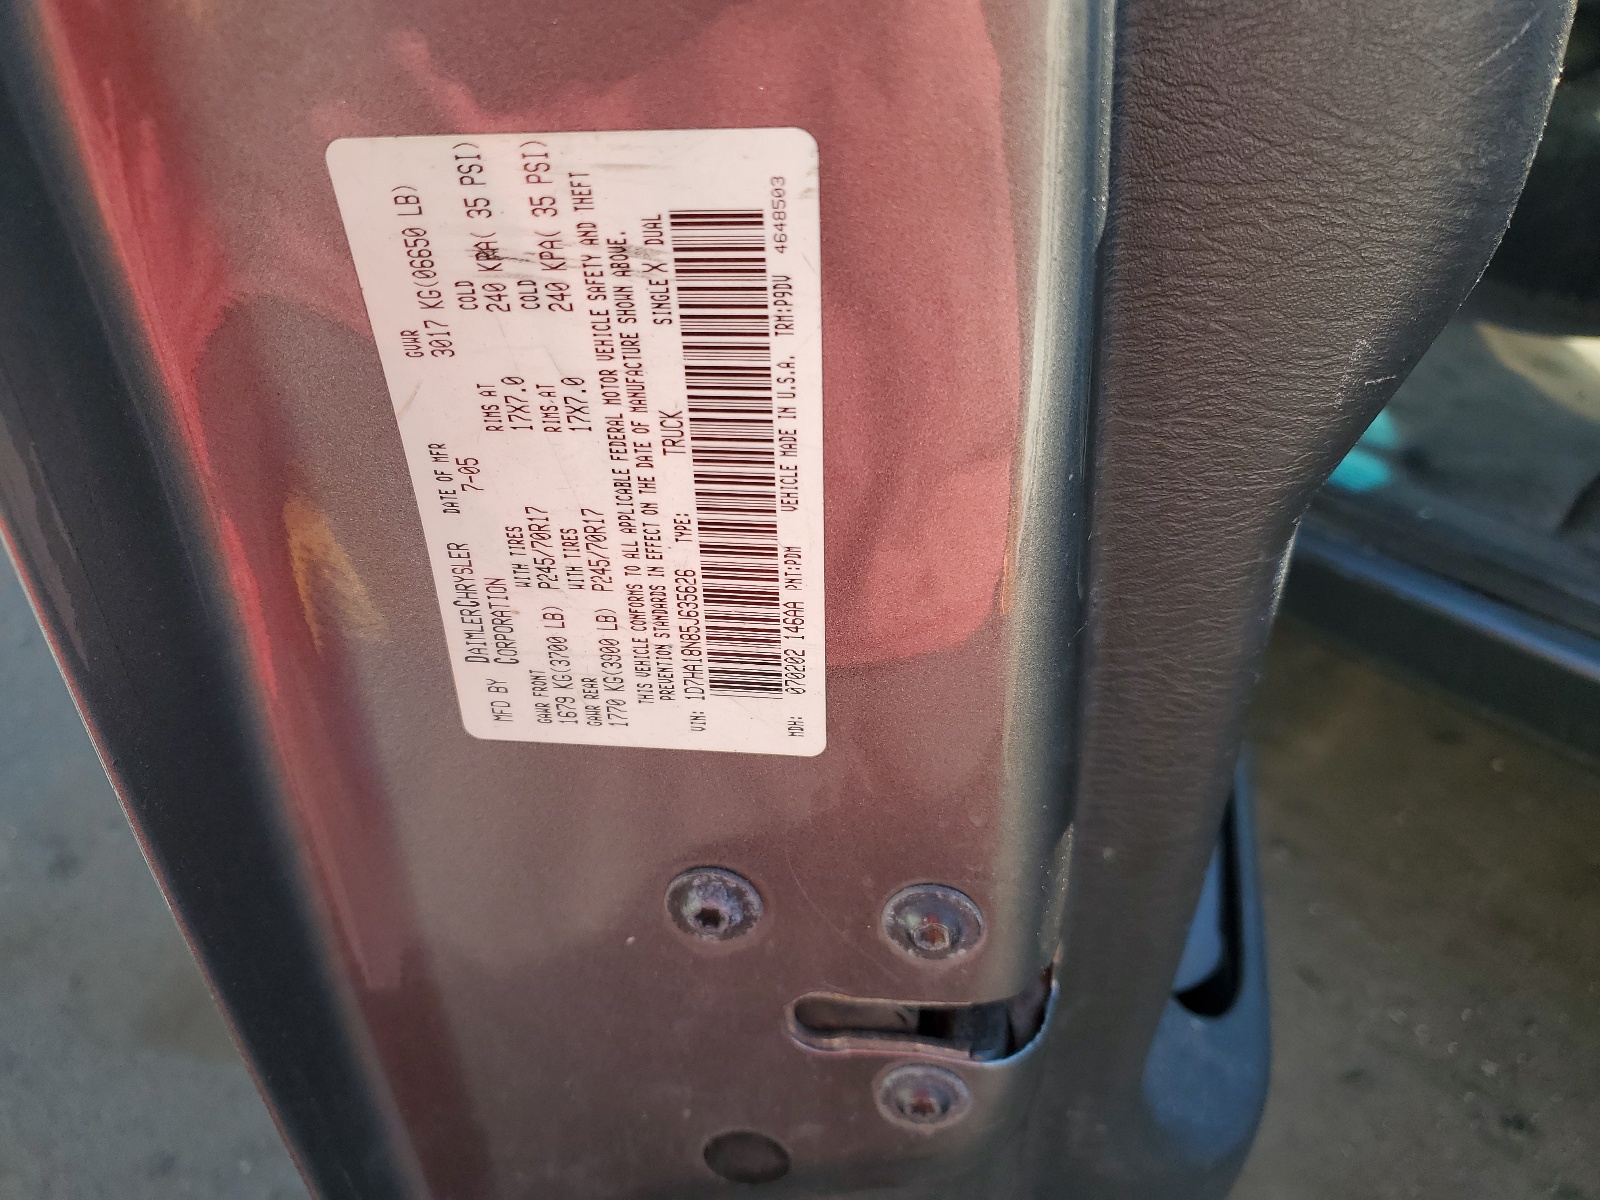 MFD BY DAIMLERCHRYSLER CORPORATION DATE OF MFR 7-05 GVWR 3017 KG(06650 LB)
GAWR FRONT WITH TIRES RIMS AT COLD
1679 KG(3700 LB) P245/70R17 17X7.0 240 KPA( 35 PSI)
GAWR REAR WITH TIRES RIMS AT COLD
1770 KG(3900 LB) P245/70R17 17X7.0 240 KPA( 35 PSI)
THIS VEHICLE CONFORMS TO ALL APPLICABLE FEDERAL MOTOR VEHICLE SAFETY AND THEFT
PREVENTION STANDARDS IN EFFECT ON THE DATE OF MANUFACTURE SHOWN ABOVE.
VIN: 1D7HA18N85J635626 TYPE: TRUCK SINGLE X DUAL
MDH: 070202 146AA PNT:PDM VEHICLE MADE IN U.S.A. TRM:P9DV 4648503